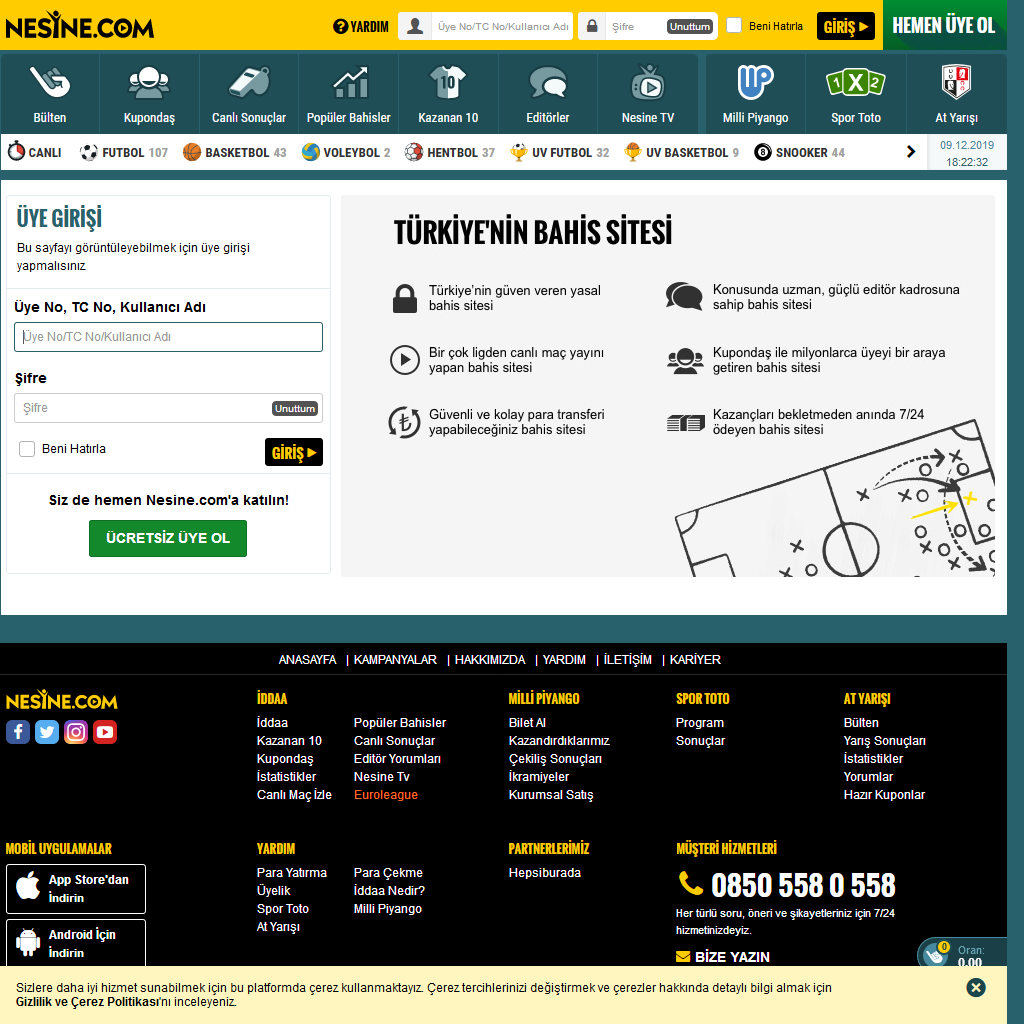 NESİNE.COM
YARDIM
Üye No/TC No/Kullanıcı Adı
Şifre
Unuttum
Beni Hatırla
GİRİŞ
HEMEN ÜYE OL
Bülten
Kupondaş
Canlı Sonuçlar
Popüler Bahisler
10
Kazanan 10
Editörler
Nesine TV
Milli Piyango
1 X 2
Spor Toto
At Yarışı
CANLI
FUTBOL 107
BASKETBOL 43
VOLEYBOL 2
HENTBOL 37
UV FUTBOL 32
UV BASKETBOL 9
8
SNOOKER 44
09.12.2019
18:22:32
ÜYE GİRİŞİ
Bu sayfayı görüntüleyebilmek için üye girişi
yapmalısınız
Üye No, TC No, Kullanıcı Adı
Üye No/TC No/Kullanıcı Adı
Şifre
Şifre
Unuttum
Beni Hatırla
GİRİŞ
Siz de hemen Nesine.com'a katılın!
ÜCRETSİZ ÜYE OL
TÜRKİYE'NİN BAHİS SİTESİ
Türkiye'nin güven veren yasal
bahis sitesi
Konusunda uzman, güçlü editör kadrosuna
sahip bahis sitesi
Bir çok ligden canlı maç yayını
yapan bahis sitesi
Kupondaş ile milyonlarca üyeyi bir araya
getiren bahis sitesi
Güvenli ve kolay para transferi
yapabileceğiniz bahis sitesi
Kazançları bekletmeden anında 7/24
ödeyen bahis sitesi
ANASAYFA | KAMPANYALAR | HAKKIMIZDA | YARDIM | İLETİŞİM | KARİYER
NESİNE.COM
İDDAA
İddaa
Kazanan 10
Kupondaş
İstatistikler
Canlı Maç İzle
Popüler Bahisler
Canlı Sonuçlar
Editör Yorumları
Nesine Tv
Euroleague
MİLLİ PİYANGO
Bilet Al
Kazandırdıklarımız
Çekiliş Sonuçları
İkramiyeler
Kurumsal Satış
SPOR TOTO
Program
Sonuçlar
AT YARIŞI
Bülten
Yarış Sonuçları
İstatistikler
Yorumlar
Hazır Kuponlar
MOBİL UYGULAMALAR
App Store'dan
İndirin
Android İçin
İndirin
YARDIM
Para Yatırma
Üyelik
Spor Toto
At Yarışı
Para Çekme
İddaa Nedir?
Milli Piyango
PARTNERLERİMİZ
Hepsiburada
MÜŞTERİ HİZMETLERİ
0850 558 0 558
Her türlü soru, öneri ve şikayetleriniz için 7/24
hizmetinizdeyiz.
BİZE YAZIN
0
Oran:
0.00
Sizlere daha iyi hizmet sunabilmek için bu platformda çerez kullanmaktayız. Çerez tercihlerinizi değiştirmek ve çerezler hakkında detaylı bilgi almak için
Gizlilik ve Çerez Politikası'nı inceleyeniz.